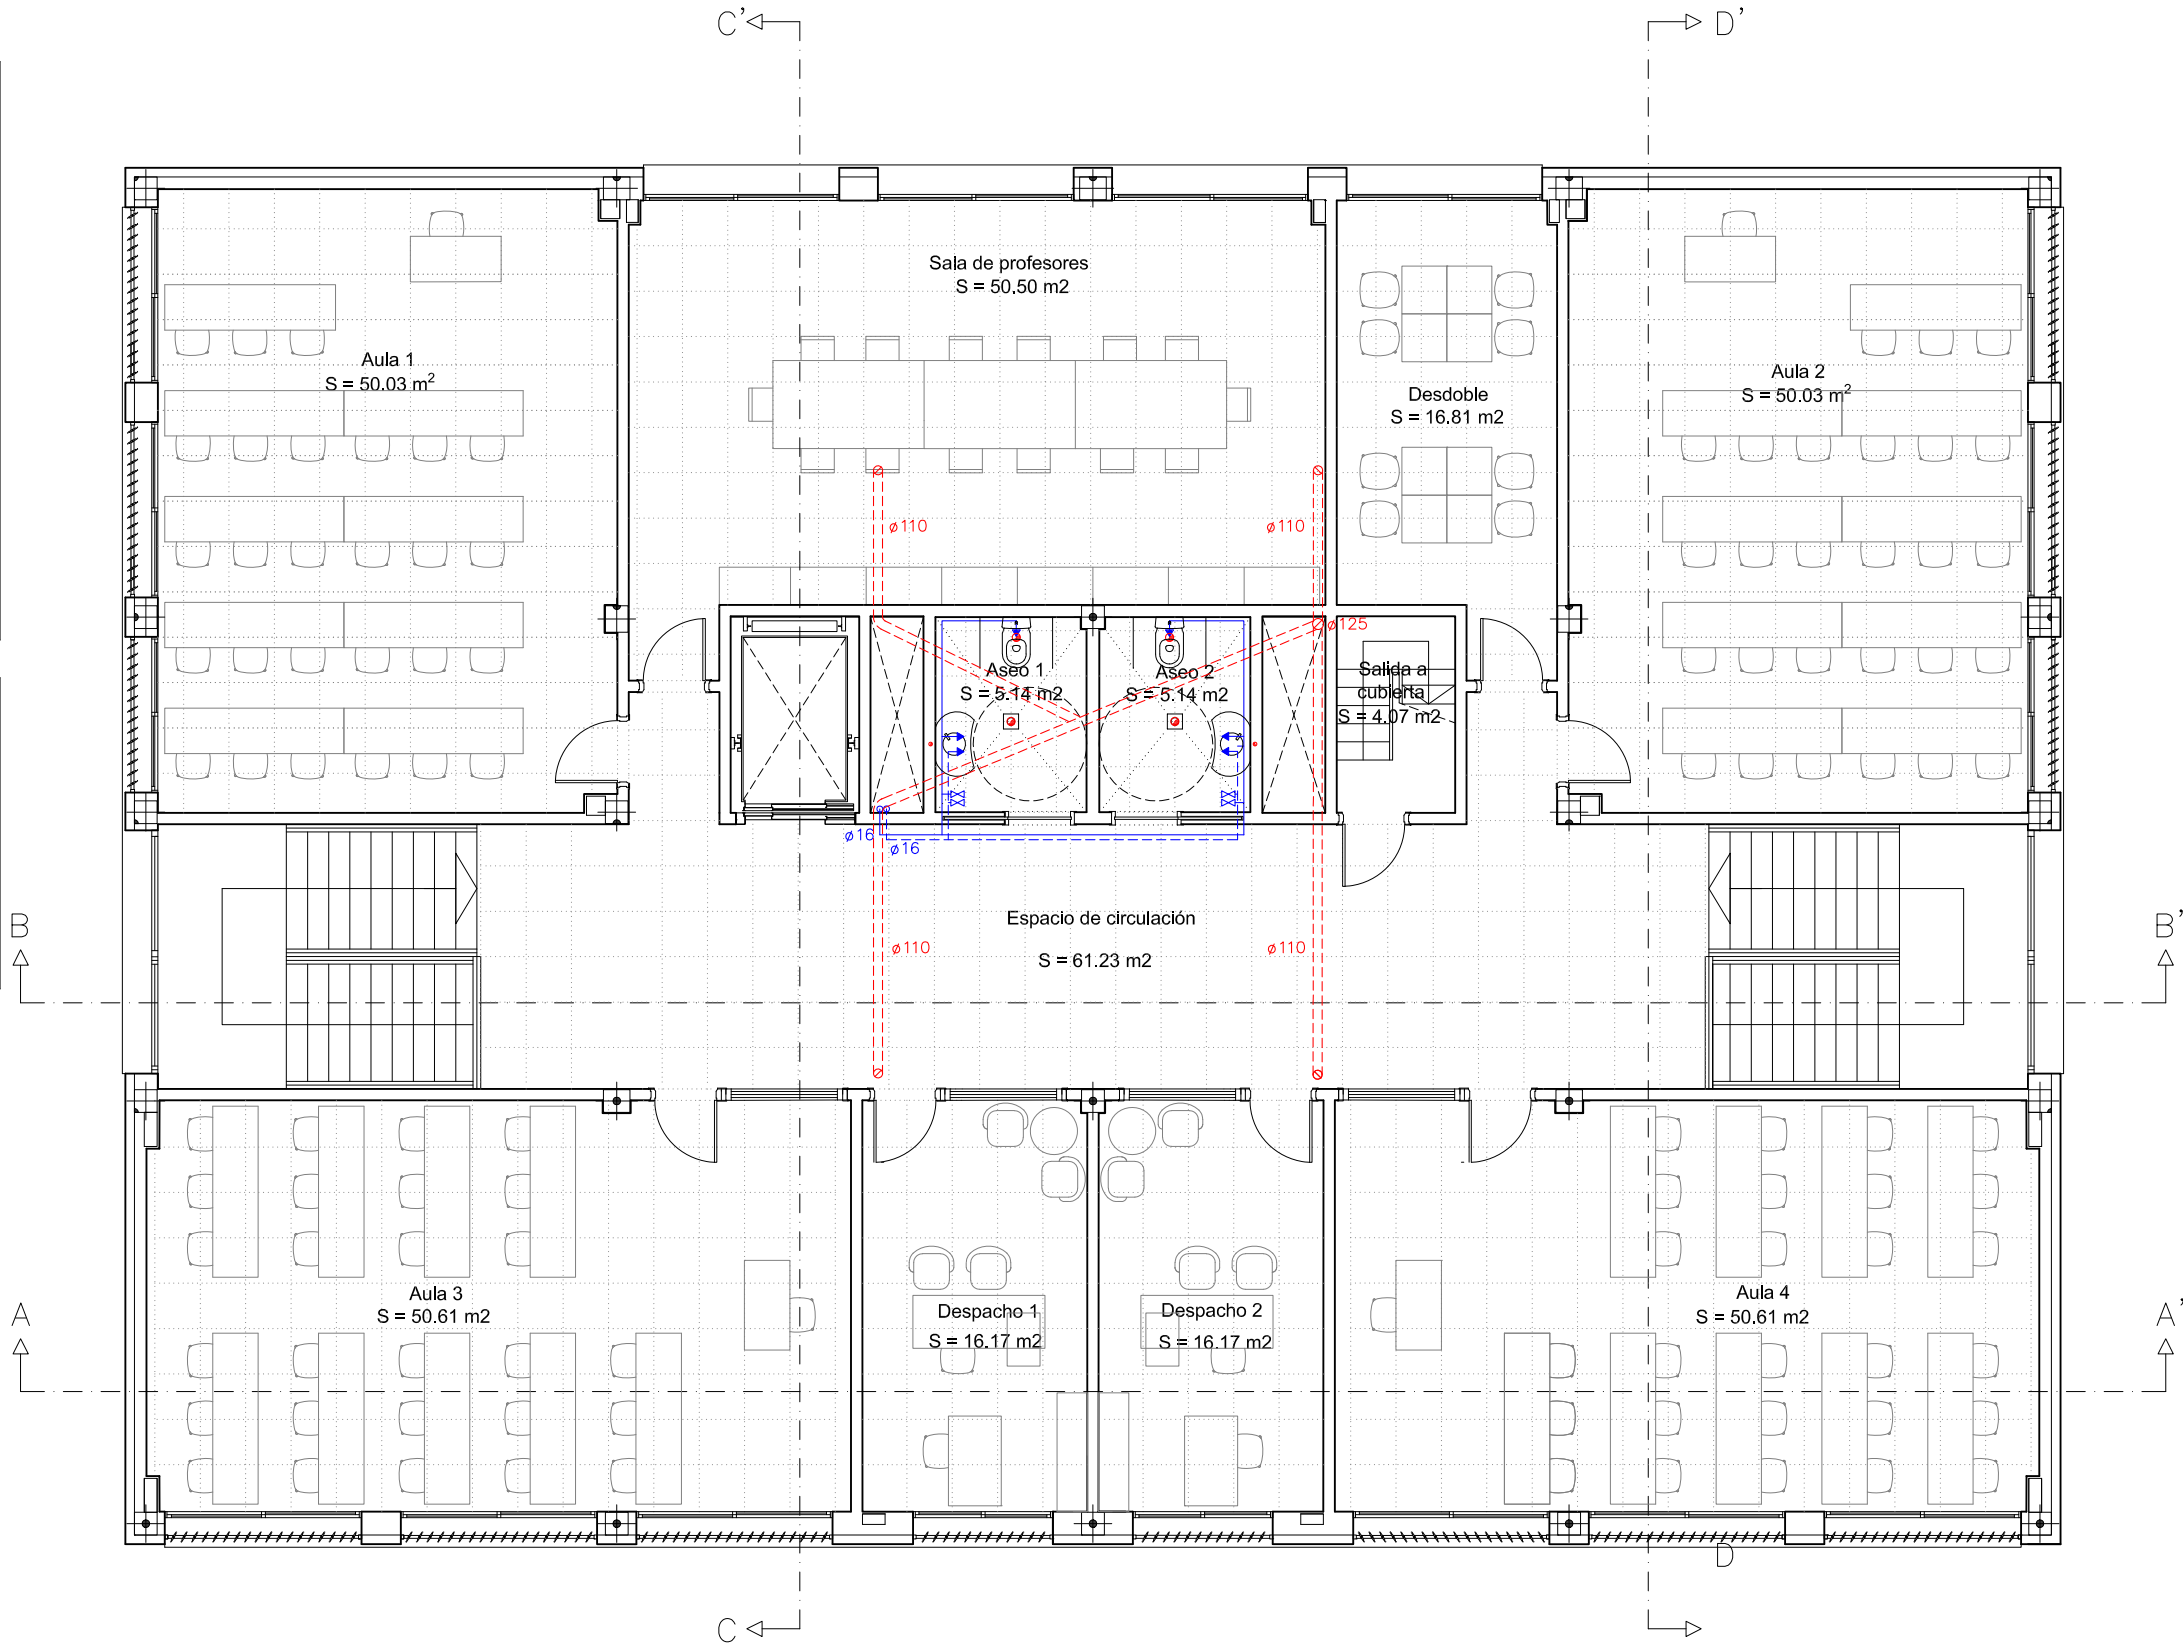 C'
D'
Sala de profesores
S = 50.50 m2
Aula 1
S = 50.03 m²
Aula 2
S = 50.03 m²
Desdoble
S = 16.81 m2
ø110
ø110
ø125
Aseo 1
S = 5.14 m2
Aseo 2
S = 5.14 m2
Salida a
cubierta
S = 4.07 m2
ø16
ø16
Espacio de circulación
S = 61.23 m2
ø110
ø110
B
B'
Aula 3
S = 50.61 m2
Despacho 1
S = 16.17 m2
Despacho 2
S = 16.17 m2
Aula 4
S = 50.61 m2
A
A'
D
C